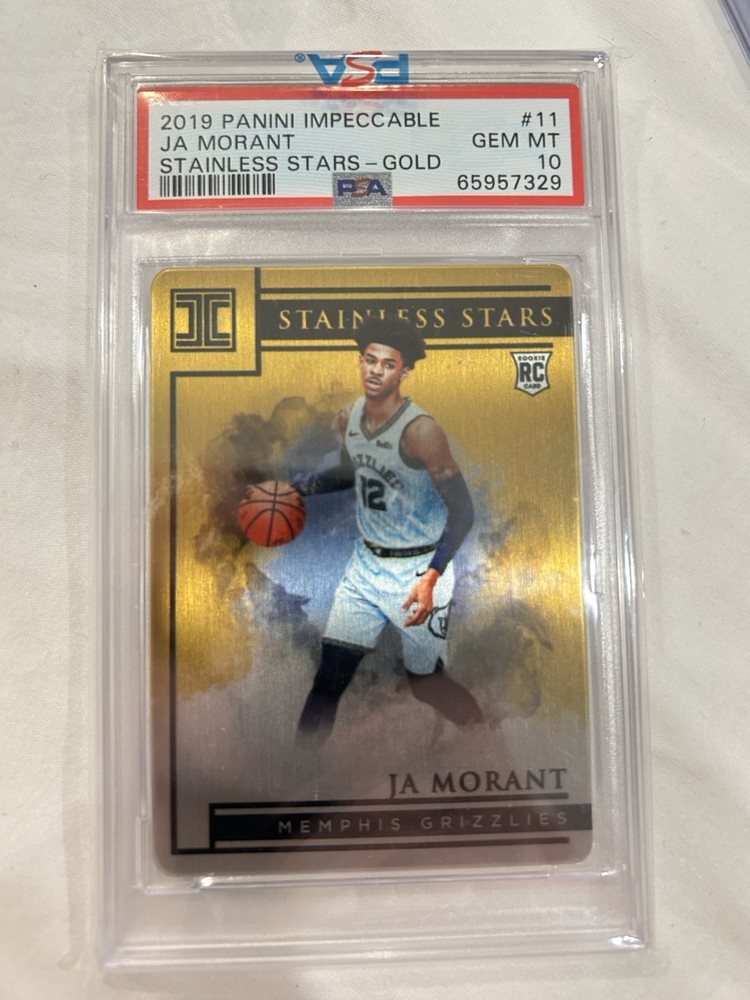 PSA
2019 PANINI IMPECCABLE #11
JA MORANT GEM MT
STAINLESS STARS - GOLD 10
PSA 65957329
STAINLESS STARS
ROOKIE
RC
CARD
12
JA MORANT
MEMPHIS GRIZZLIES